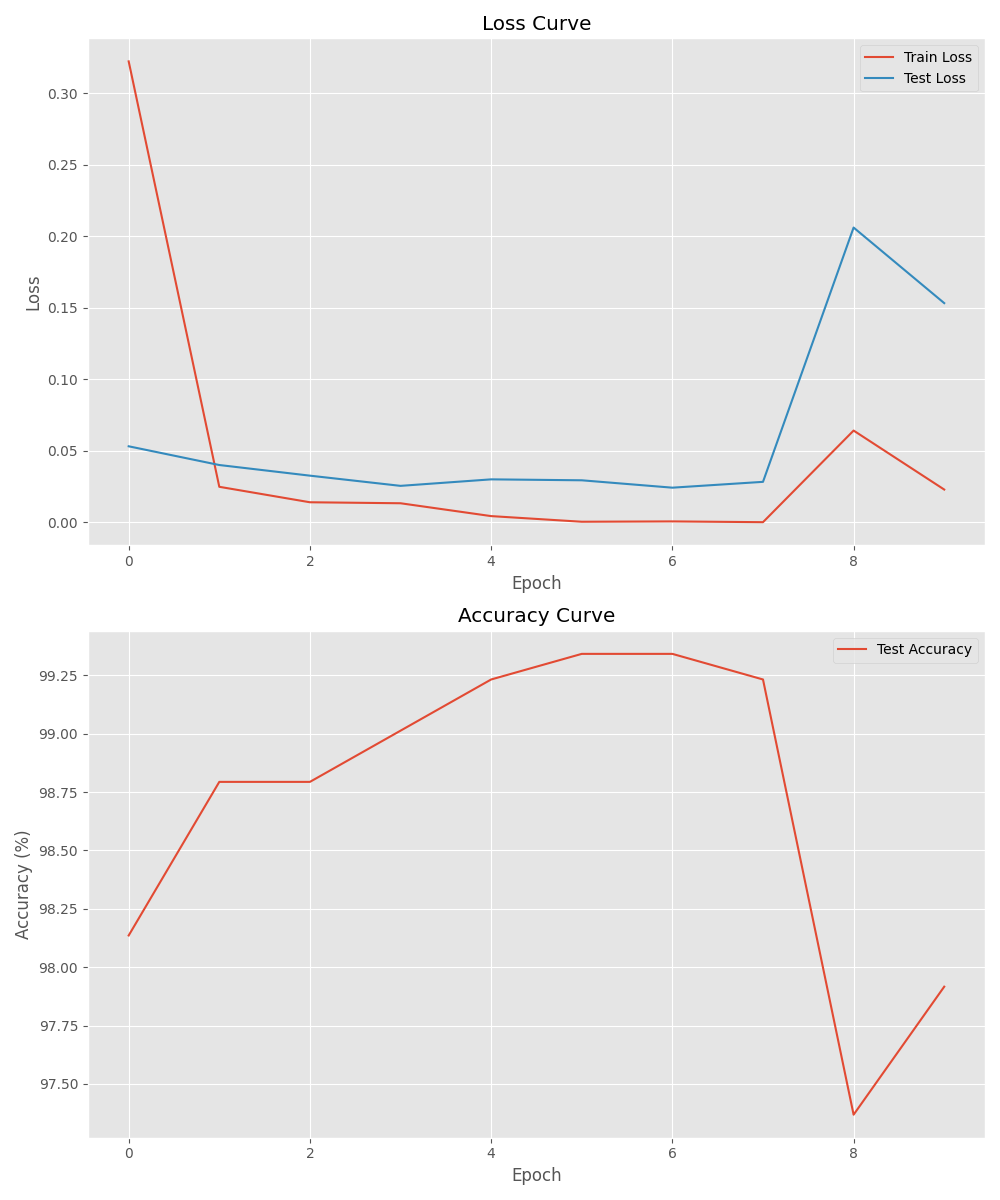 Loss Curve
Train Loss
Test Loss
0.30
0.25
0.20
0.15
0.10
0.05
0.00
Loss
0 2 4 6 8
Epoch
Accuracy Curve
Test Accuracy
99.25
99.00
98.75
98.50
98.25
98.00
97.75
97.50
Accuracy (%)
0 2 4 6 8
Epoch